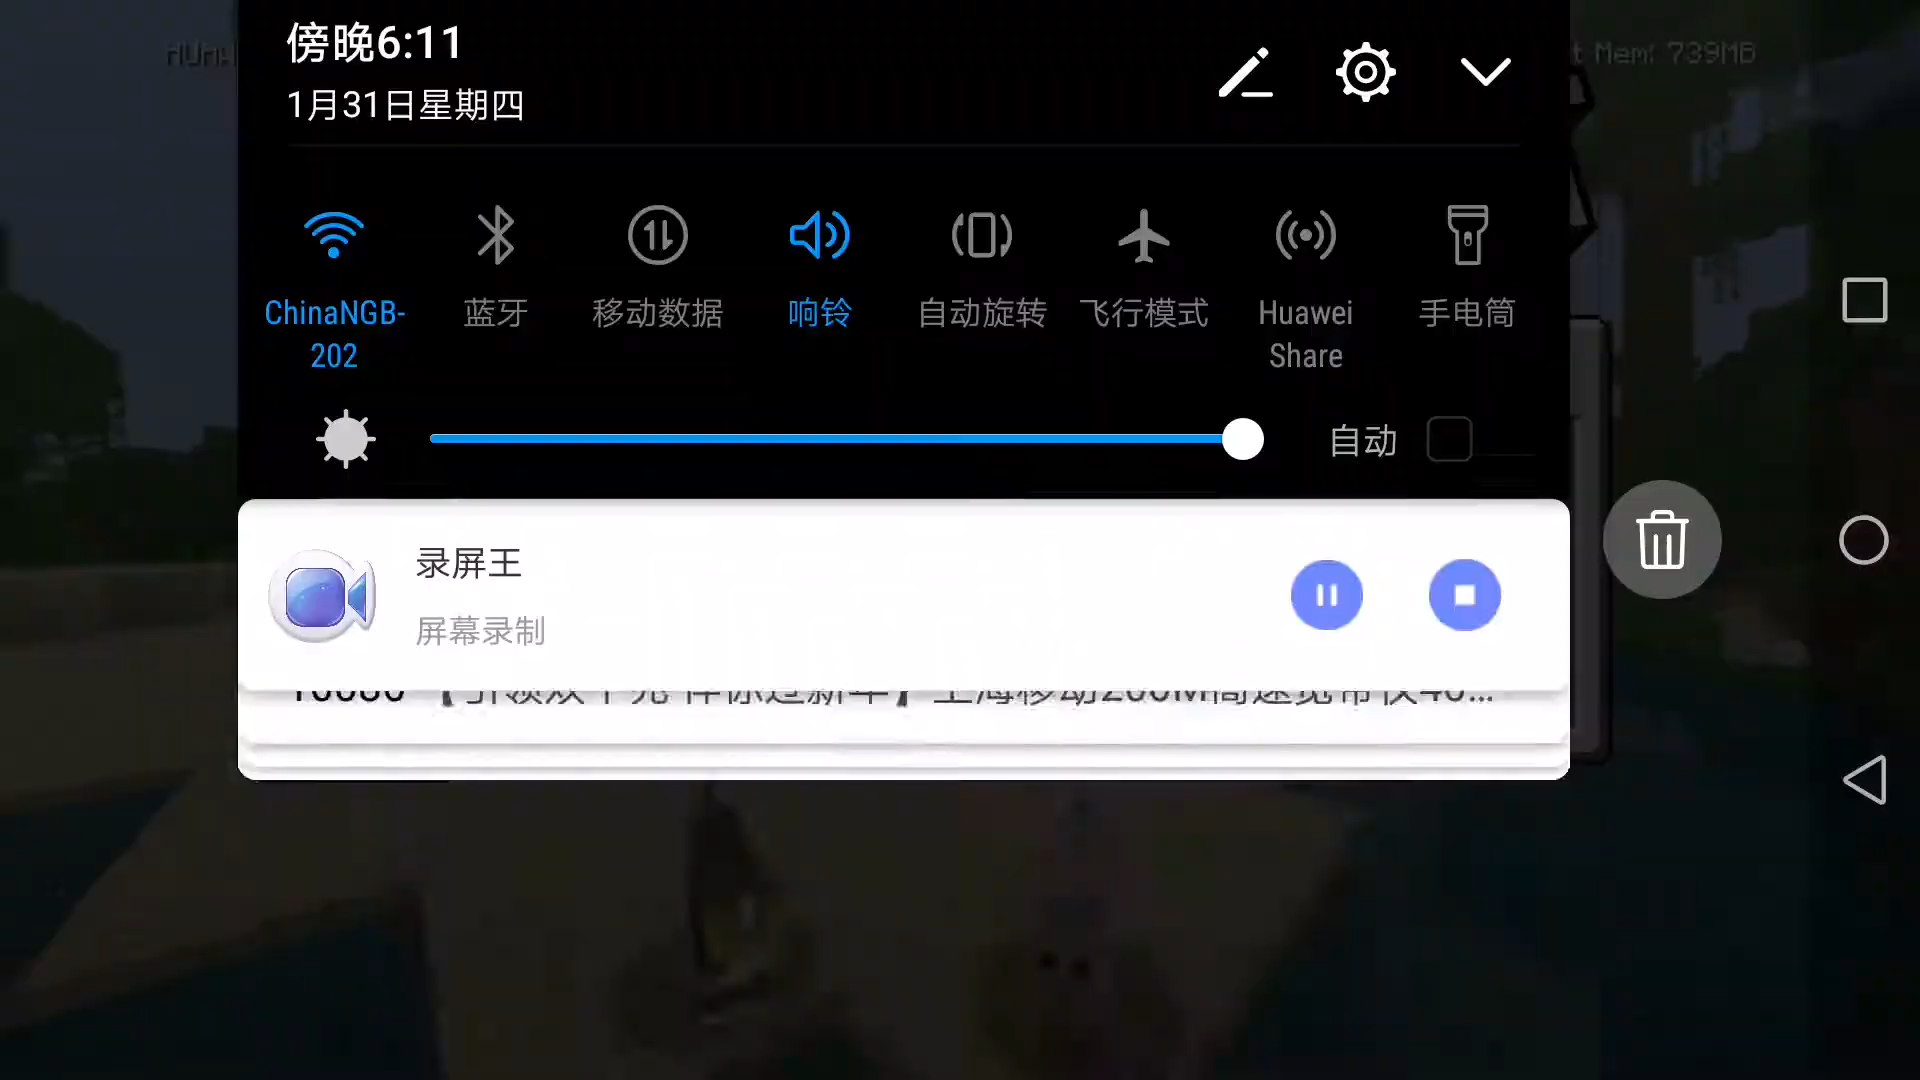 傍晚6:11
t Mem: 739MB
1月31日星期四
ChinaNGB-202
蓝牙
移动数据
响铃
自动旋转
飞行模式
Huawei Share
手电筒
自动
录屏王
屏幕录制